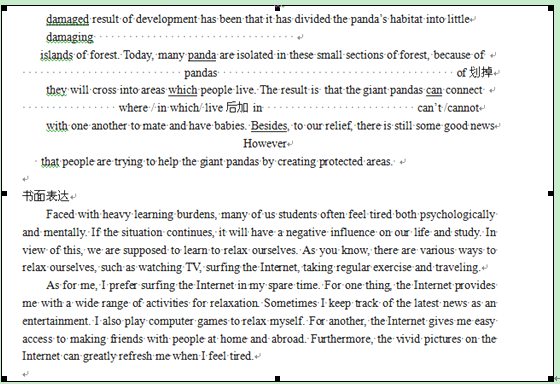 damaged result of development has been that it has divided the panda's habitat into little
damaging
islands of forest. Today, many panda are isolated in these small sections of forest, because of
pandas of 划掉
they will cross into areas which people live. The result is that the giant pandas can connect
where / in which/ live 后加 in can't /cannot
with one another to mate and have babies. Besides, to our relief, there is still some good news
However
that people are trying to help the giant pandas by creating protected areas.
书面表达
Faced with heavy learning burdens, many of us students often feel tired both psychologically
and mentally. If the situation continues, it will have a negative influence on our life and study. In
view of this, we are supposed to learn to relax ourselves. As you know, there are various ways to
relax ourselves, such as watching TV, surfing the Internet, taking regular exercise and traveling.
As for me, I prefer surfing the Internet in my spare time. For one thing, the Internet provides
me with a wide range of activities for relaxation. Sometimes I keep track of the latest news as an
entertainment. I also play computer games to relax myself. For another, the Internet gives me easy
access to making friends with people at home and abroad. Furthermore, the vivid pictures on the
Internet can greatly refresh me when I feel tired.